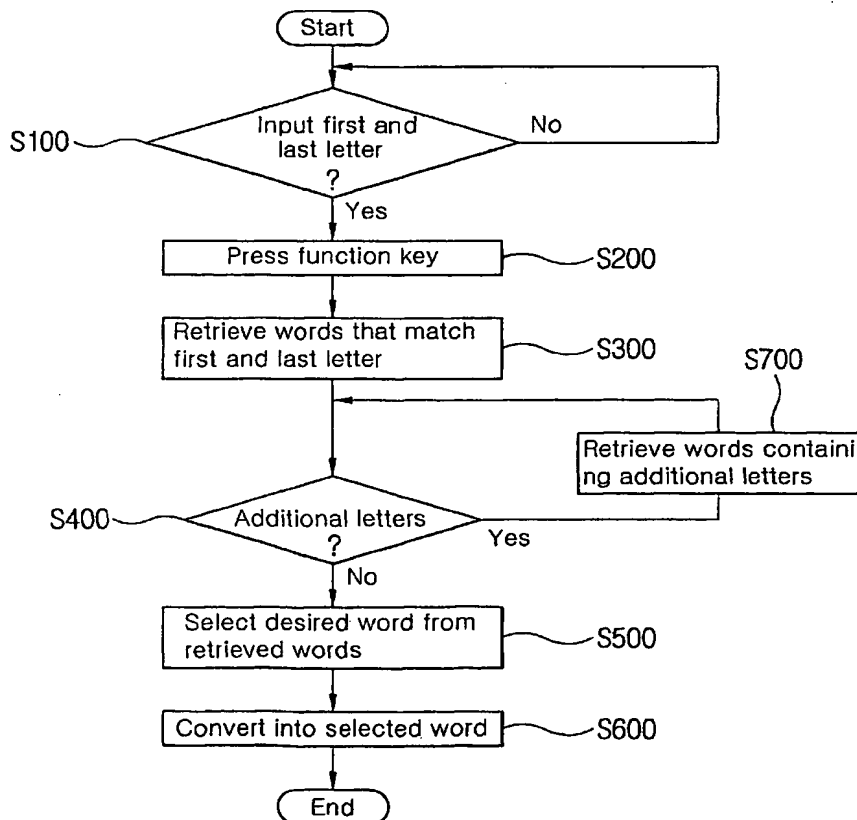 Start
Input first and
last letter
?
No
S100
Yes
Press function key
S200
Retrieve words that match
first and last letter
S300
S700
Retrieve words containi
ng additional letters
S400
Additional letters
?
Yes
No
Select desired word from
retrieved words
S500
Convert into selected word
S600
End